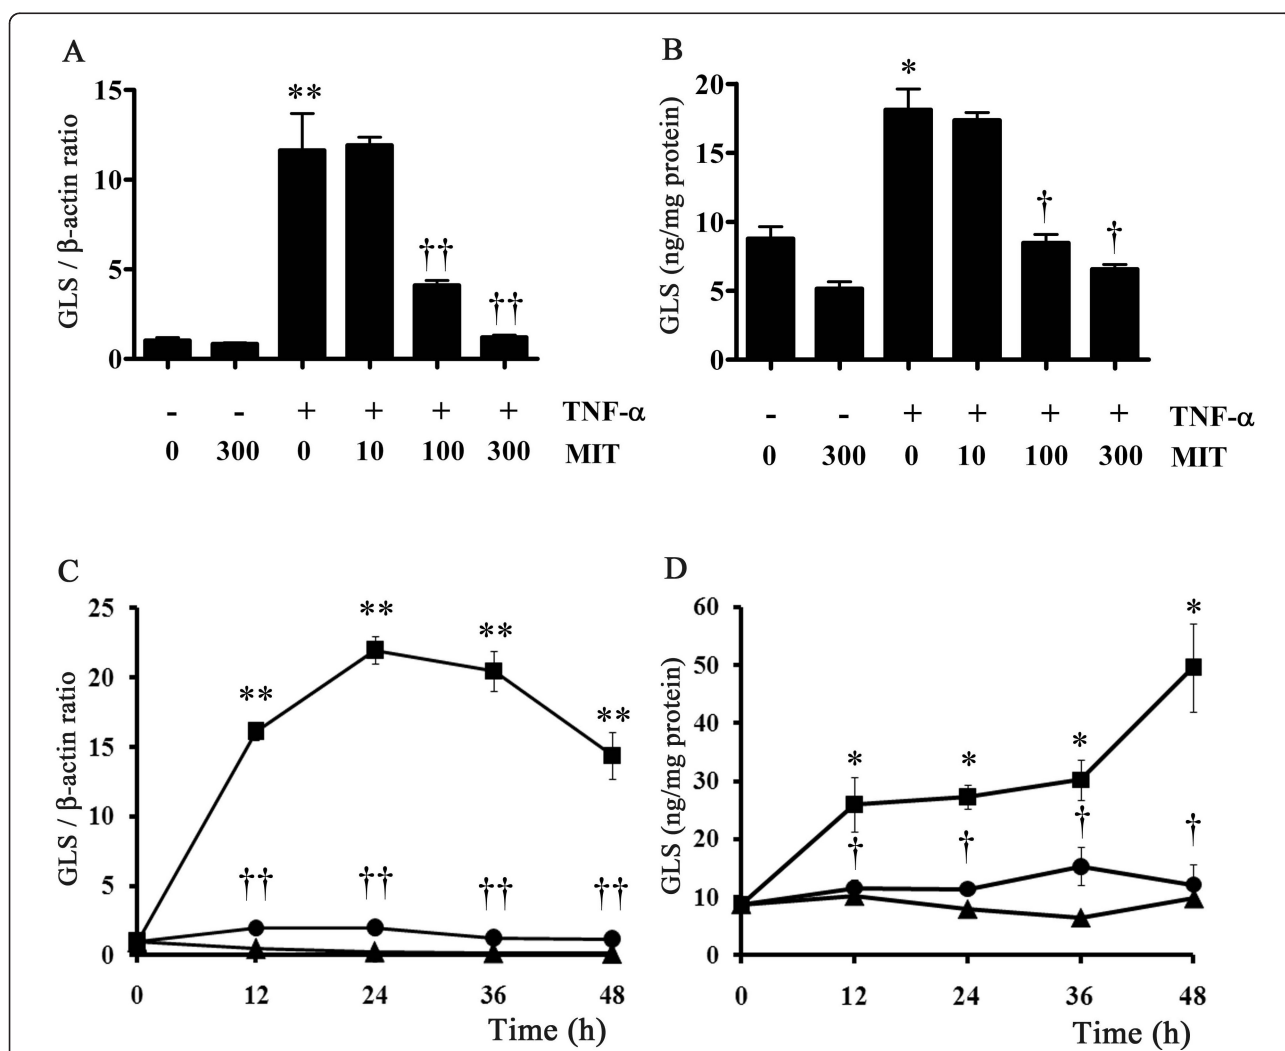 A
GLS / β-actin ratio
15
10
5
0
**
††
††
- - + + + + TNF-α
0 300 0 10 100 300 MIT
B
GLS (ng/mg protein)
20
15
10
5
0
*
†
†
- - + + + + TNF-α
0 300 0 10 100 300 MIT
C
GLS / β-actin ratio
25
20
15
10
5
0
** ** ** **
†† †† †† ††
0 12 24 36 48
Time (h)
D
GLS (ng/mg protein)
60
50
40
30
20
10
0
* * * *
† † † †
0 12 24 36 48
Time (h)